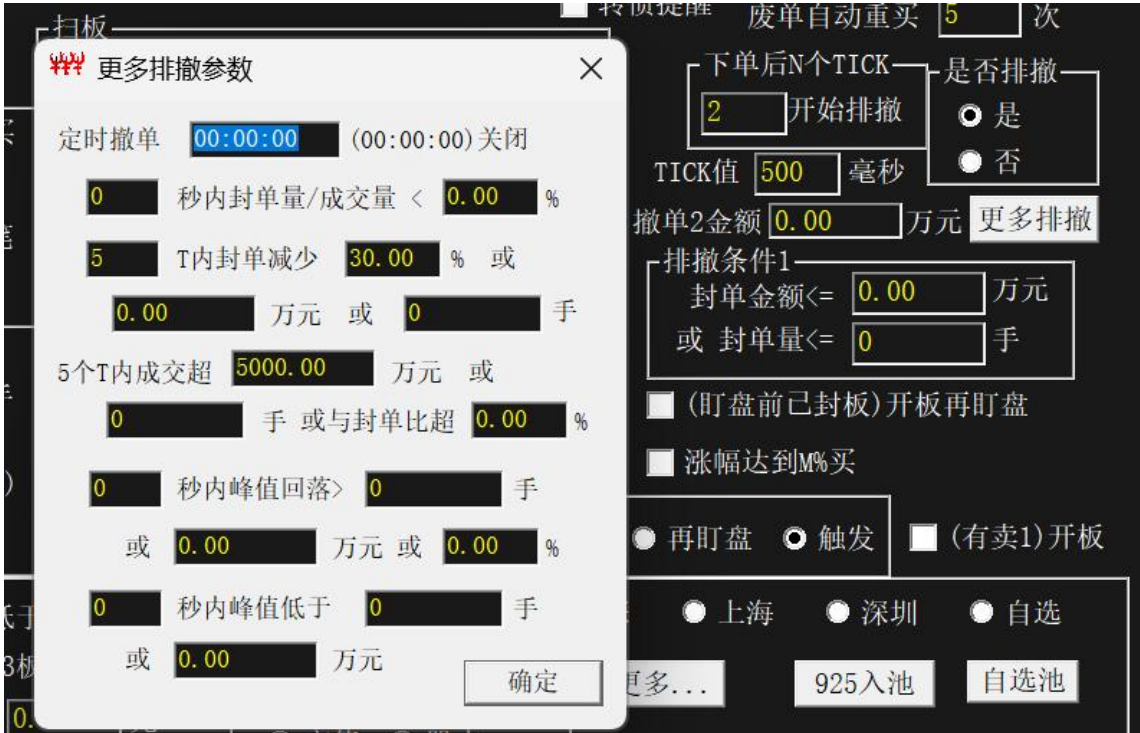 扫板
转债提醒
废单自动重买 5 次
更多排撤参数
定时撤单 00:00:00 (00:00:00)关闭
0 秒内封单量/成交量 < 0.00 %
5 T内封单减少 30.00 % 或
0.00 万元 或 0 手
5个T内成交超 5000.00 万元 或
0 手 或与封单比超 0.00 %
0 秒内峰值回落> 0 手
或 0.00 万元 或 0.00 %
0 秒内峰值低于 0 手
或 0.00 万元
确定
下单后N个TICK
2 开始排撤
是否排撤
是
否
TICK值 500 毫秒
撤单2金额 0.00 万元 更多排撤
排撤条件1
封单金额<= 0.00 万元
或 封单量<= 0 手
(盯盘前已封板)开板再盯盘
涨幅达到M%买
再盯盘 触发 (有卖1)开板
上海 深圳 自选
更多... 925入池 自选池
3板
0.